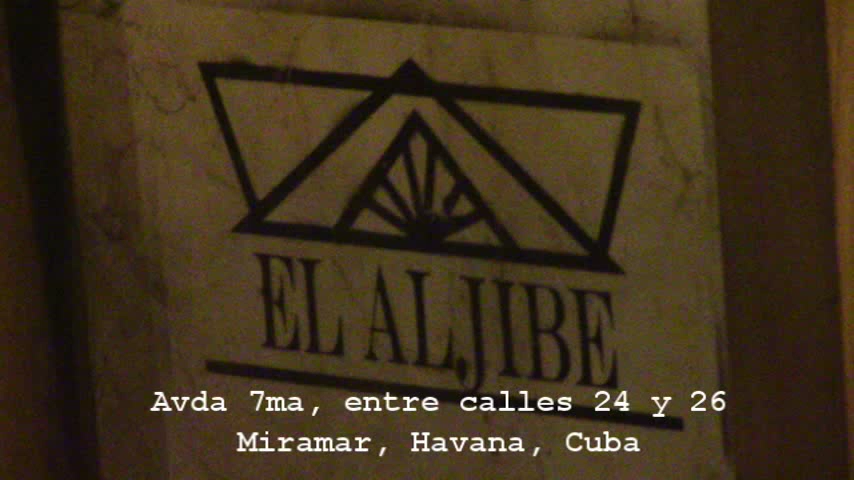 EL ALJIBE
Avda 7ma, entre calles 24 y 26
Miramar, Havana, Cuba